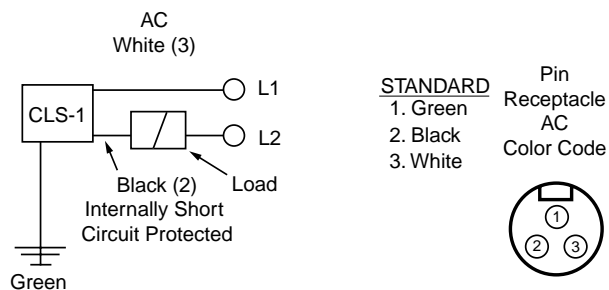 AC
White (3)
L1
CLS-1
L2
Black (2)
Internally Short
Circuit Protected
Load
Green
STANDARD
1. Green
2. Black
3. White
Pin
Receptacle
AC
Color Code
1
2
3